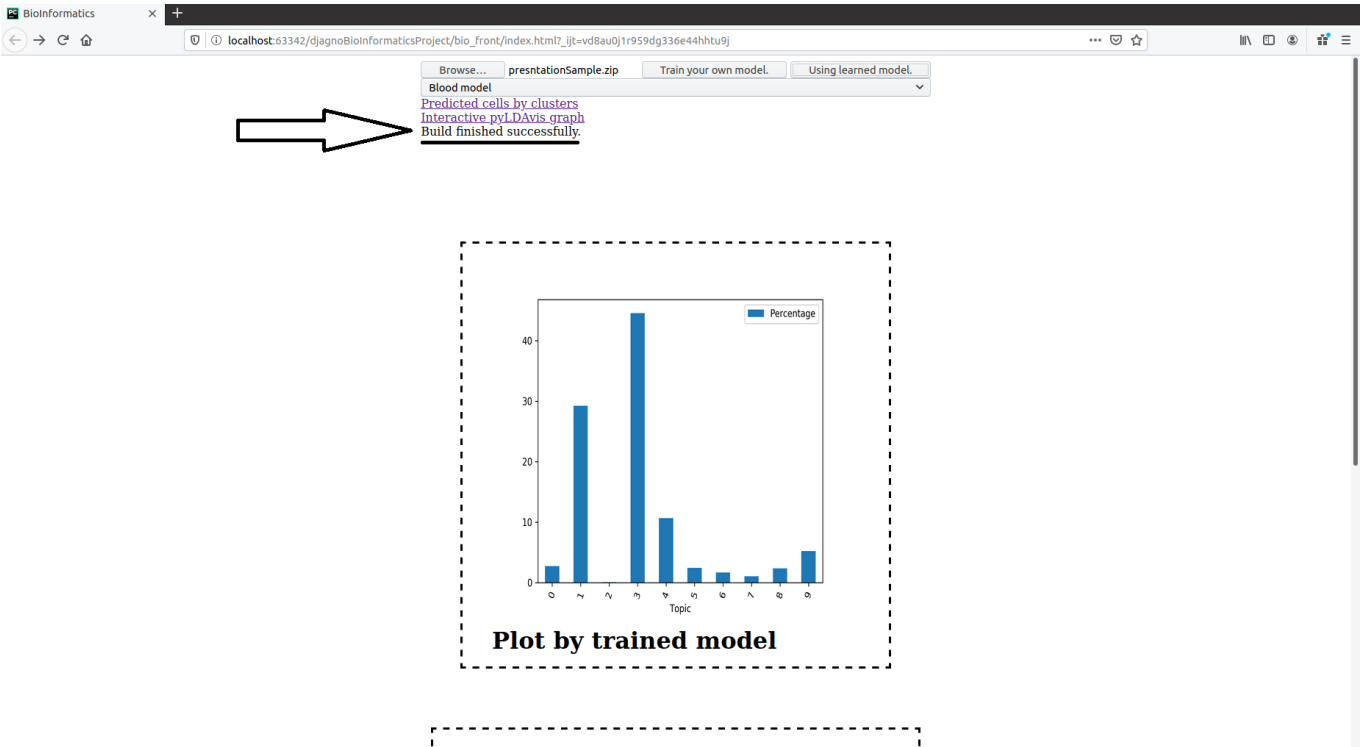 BioInformatics
localhost:63342/djagnoBioInformaticsProject/bio_front/index.html?_ijt=vd8au0j1r959dg336e44hhtu9j
Browse... presntationSample.zip Train your own model. Using learned model.
Blood model
Predicted cells by clusters
Interactive pyLDAvis graph
Build finished successfully.
Percentage
40
30
20
10
0
0 1 2 3 4 5 6 7 8 9
Topic
Plot by trained model